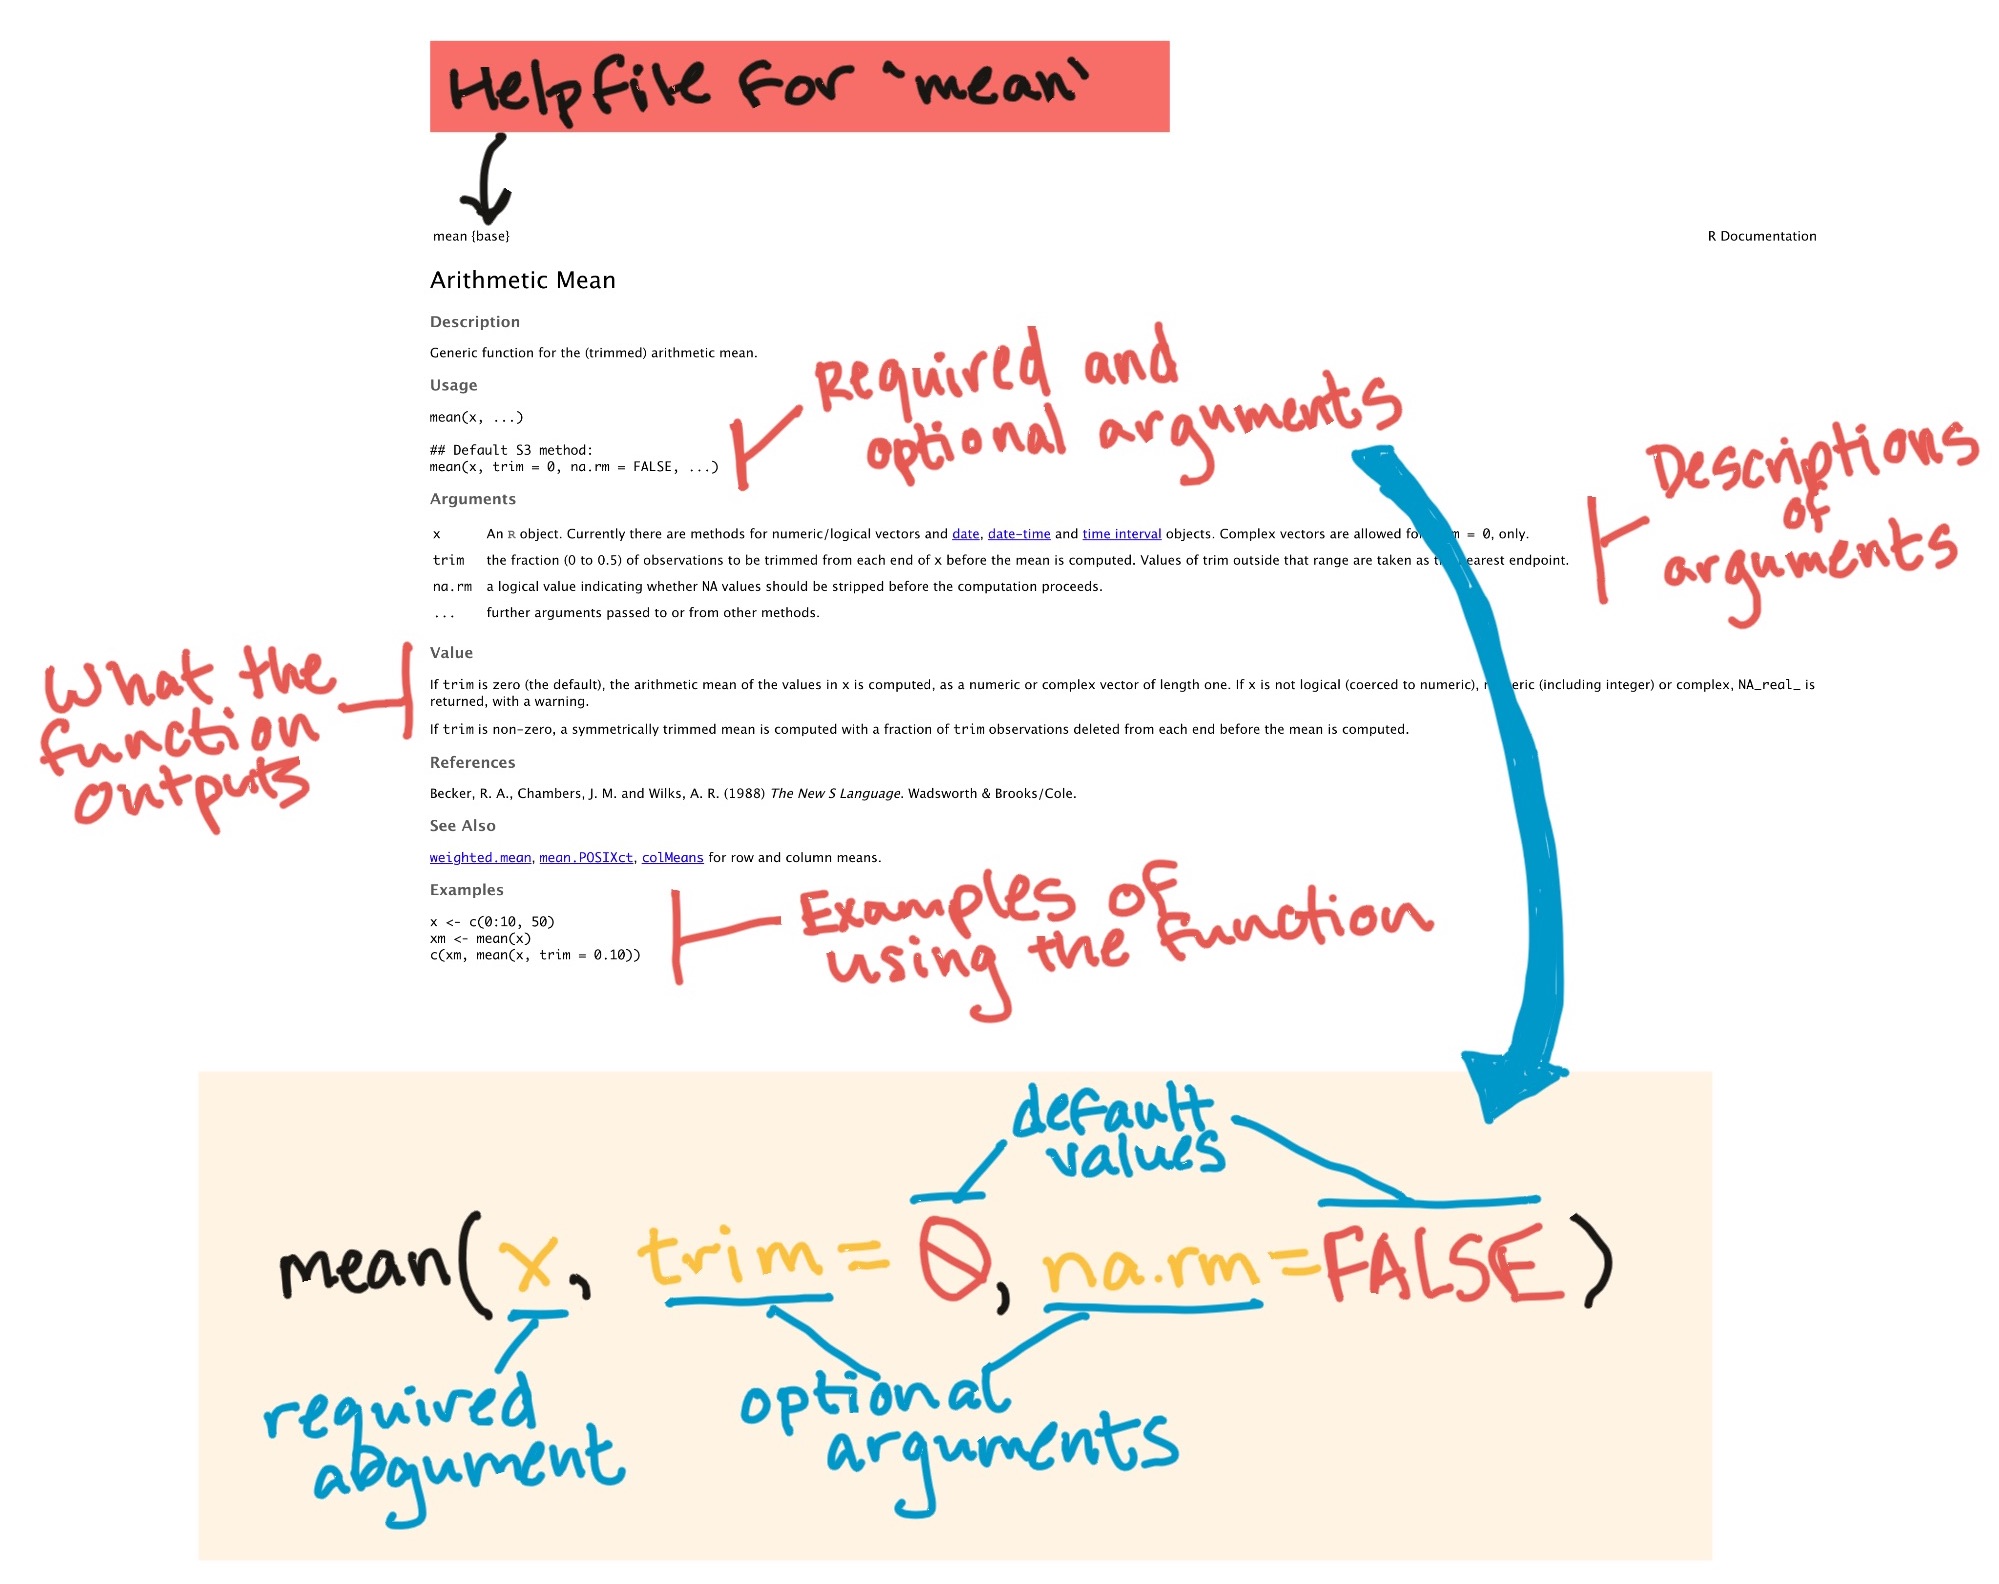 Helpfile for `mean`
mean {base}
R Documentation
Arithmetic Mean
Description
Generic function for the (trimmed) arithmetic mean.
Usage
mean(x, ...)
## Default S3 method:
mean(x, trim = 0, na.rm = FALSE, ...)
Required and
optional arguments
Arguments
x An R object. Currently there are methods for numeric/logical vectors and date, date-time and time interval objects. Complex vectors are allowed for = 0, only.
trim the fraction (0 to 0.5) of observations to be trimmed from each end of x before the mean is computed. Values of trim outside that range are taken as the nearest endpoint.
na.rm a logical value indicating whether NA values should be stripped before the computation proceeds.
... further arguments passed to or from other methods.
Descriptions
of
arguments
Value
If trim is zero (the default), the arithmetic mean of the values in x is computed, as a numeric or complex vector of length one. If x is not logical (coerced to numeric), numeric (including integer) or complex, NA_real_ is
returned, with a warning.
If trim is non-zero, a symmetrically trimmed mean is computed with a fraction of trim observations deleted from each end before the mean is computed.
What the
function
outputs
References
Becker, R. A., Chambers, J. M. and Wilks, A. R. (1988) The New S Language. Wadsworth & Brooks/Cole.
See Also
weighted.mean, mean.POSIXct, colMeans for row and column means.
Examples
x <- c(0:10, 50)
xm <- mean(x)
c(xm, mean(x, trim = 0.10))
Examples of
using the function
default
values
mean(x, trim = 0, na.rm = FALSE)
required
abgument
optional
arguments